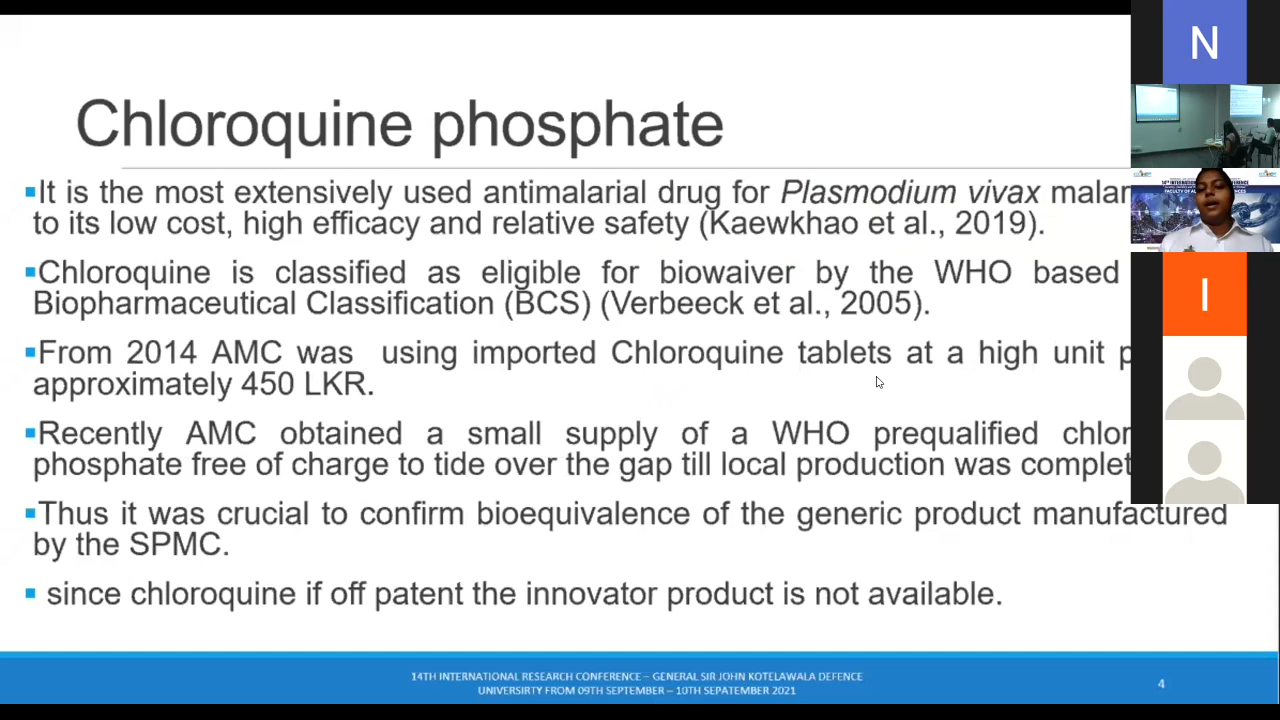 Chloroquine phosphate
▪It is the most extensively used antimalarial drug for Plasmodium vivax
to its low cost, high efficacy and relative safety (Kaewkhao et al., 2019).
▪Chloroquine is classified as eligible for biowaiver by the WHO based
Biopharmaceutical Classification (BCS) (Verbeeck et al., 2005).
▪From 2014 AMC was using imported Chloroquine tablets at a high unit
approximately 450 LKR.
▪Recently AMC obtained a small supply of a WHO prequalified
phosphate free of charge to tide over the gap till local production was
▪Thus it was crucial to confirm bioequivalence of the generic product manufactured
by the SPMC.
▪ since chloroquine if off patent the innovator product is not available.
14TH INTERNATIONAL RESEARCH CONFERENCE – GENERAL SIR JOHN KOTELAWALA DEFENCE
UNIVERSIRTY FROM 09TH SEPTEMBER – 10TH SEPATEMBER 2021
4
N
I